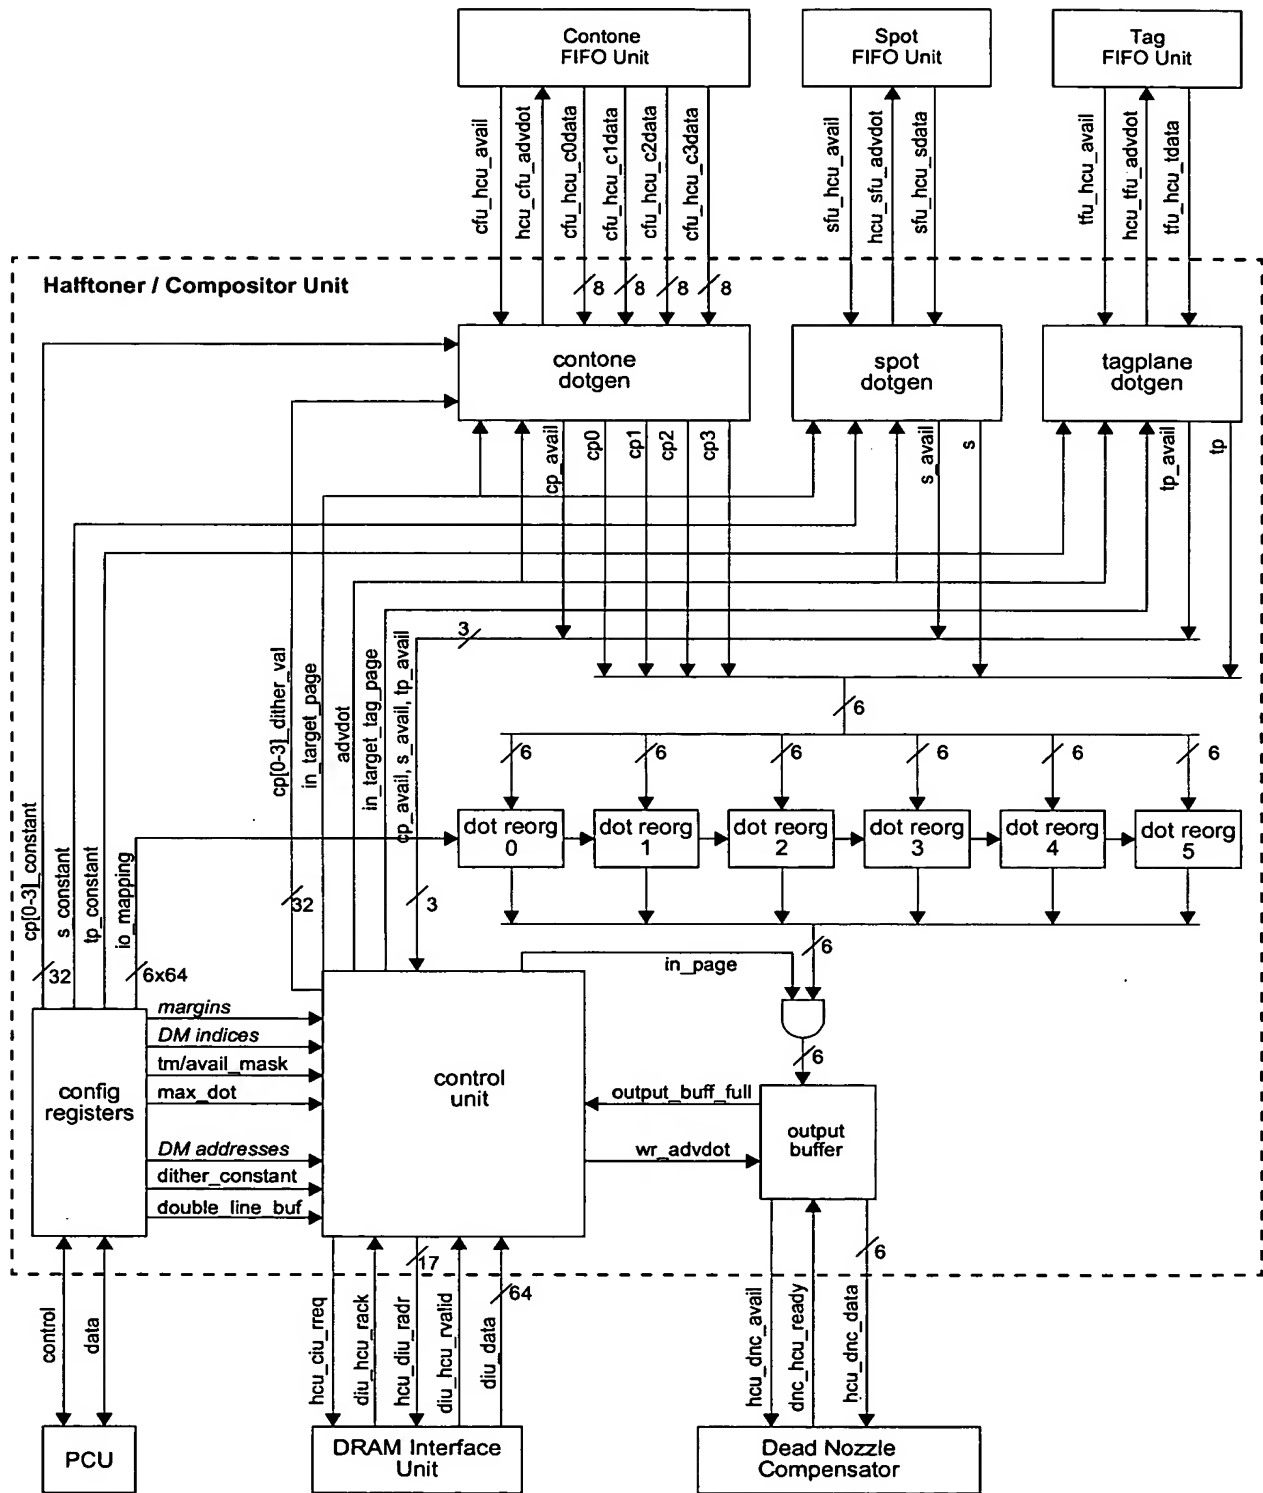 Contone
FIFO Unit
Spot
FIFO Unit
Tag
FIFO Unit
cfu_hcu_avail
hcu_cfu_advdot
cfu_hcu_c0data
cfu_hcu_c1data
cfu_hcu_c2data
cfu_hcu_c3data
sfu_hcu_avail
hcu_sfu_advdot
sfu_hcu_sdata
tfu_hcu_avail
hcu_tfu_advdot
tfu_hcu_tdata
Halftoner / Compositor Unit
8
8
8
8
contone
dotgen
spot
dotgen
tagplane
dotgen
cp_avail
cp0
cp1
cp2
cp3
s_avail
s
tp_avail
tp
3
6
cp[0-3]_dither_val
in_target_page
advdot
in_target_tag_page
cp_avail, s_avail, tp_avail
6
6
6
6
6
6
dot reorg
0
dot reorg
1
dot reorg
2
dot reorg
3
dot reorg
4
dot reorg
5
cp[0-3]_constant
s_constant
tp_constant
io_mapping
32
3
32
6x64
6
in_page
margins
DM indices
tm/avail_mask
max_dot
DM addresses
dither_constant
double_line_buf
config
registers
control
unit
6
output_buff_full
wr_advdot
output
buffer
17
64
6
control
data
hcu_ciu_rreq
diu_hcu_rack
hcu_diu_radr
diu_hcu_rvalid
diu_data
hcu_dnc_avail
dnc_hcu_ready
hcu_dnc_data
PCU
DRAM Interface
Unit
Dead Nozzle
Compensator